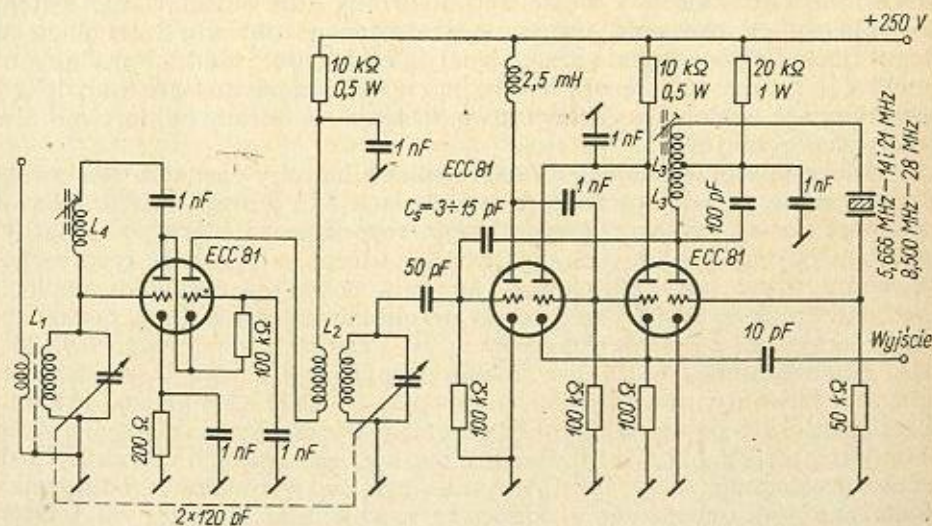 +250 V
10 kΩ
0,5 W
2,5 mH
10 kΩ
0,5 W
20 kΩ
1 W
1 nF
1 nF
ECC 81
1 nF
L4
1 nF
L3
L3
100 pF
1 nF
5,666 MHz – 14 i 21 MHz
8,500 MHz – 28 MHz
Cs = 3÷15 pF
ECC 81
ECC 81
50 pF
L1
100 kΩ
L2
10 pF
Wyjście
200 Ω
1 nF
1 nF
100 kΩ
100 kΩ
100 Ω
50 kΩ
2×120 pF